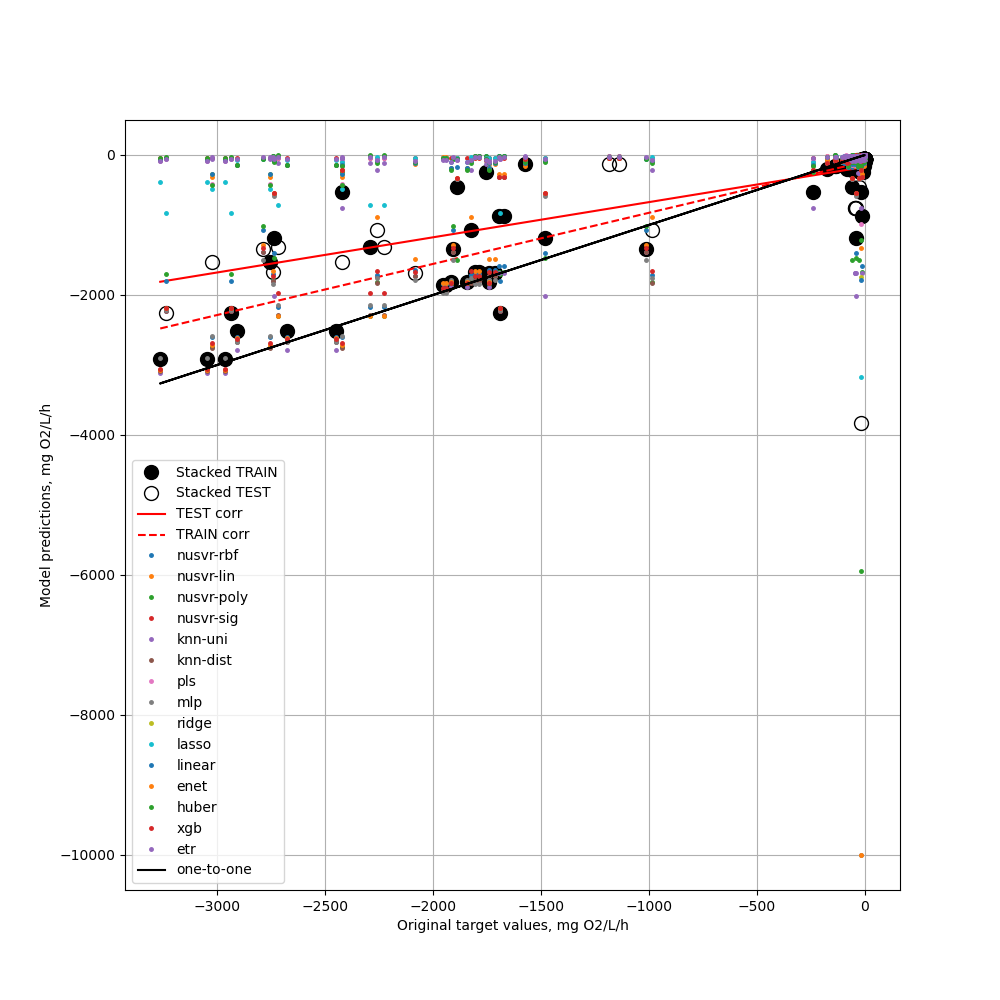 0
−2000
−4000
−6000
−8000
−10000
Model predictions, mg O2/L/h
Stacked TRAIN
Stacked TEST
TEST corr
TRAIN corr
nusvr-rbf
nusvr-lin
nusvr-poly
nusvr-sig
knn-uni
knn-dist
pls
mlp
ridge
lasso
linear
enet
huber
xgb
etr
one-to-one
−3000 −2500 −2000 −1500 −1000 −500 0
Original target values, mg O2/L/h